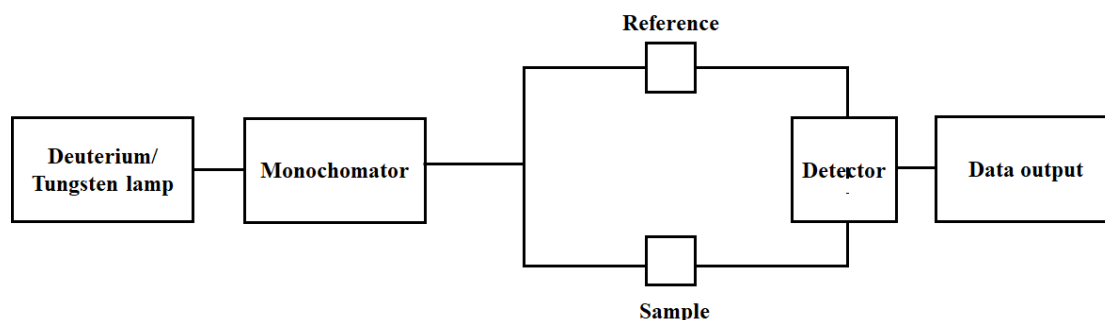 Reference
Deuterium/
Tungsten lamp
Monochomator
Detector
Data output
Sample